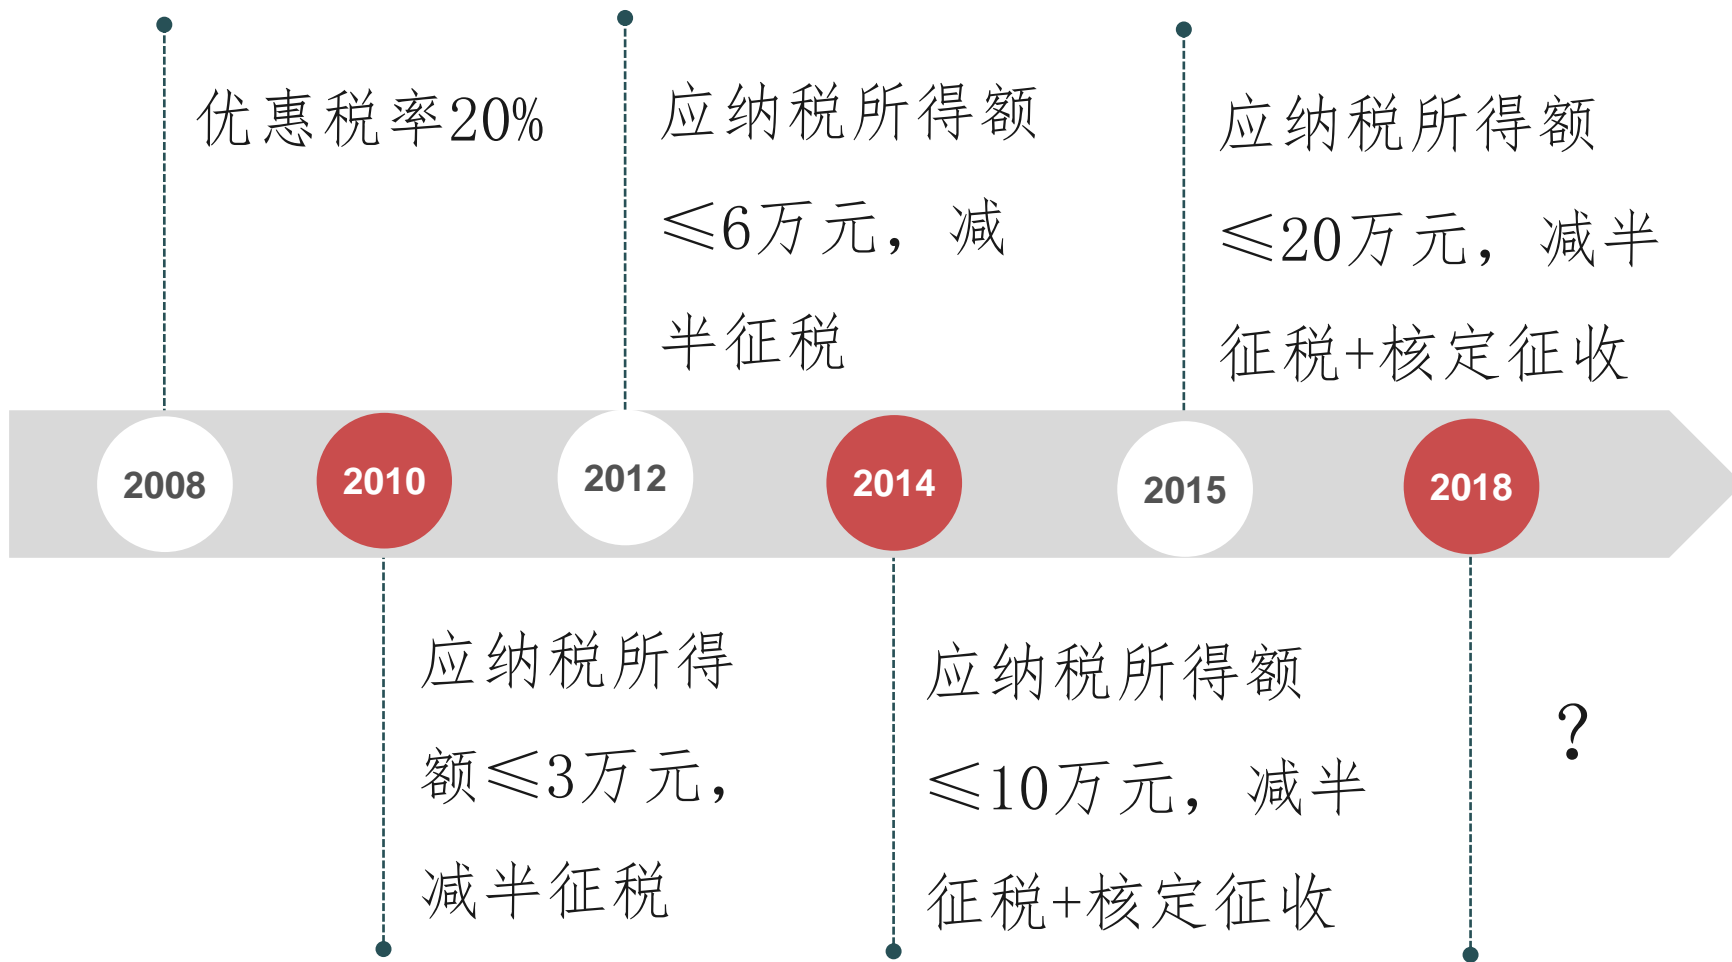 优惠税率20%
应纳税所得额
≤6万元，减
半征税
应纳税所得额
≤20万元，减半
征税+核定征收
2008
2010
2012
2014
2015
2018
应纳税所得
额≤3万元，
减半征税
应纳税所得额
≤10万元，减半
征税+核定征收
？